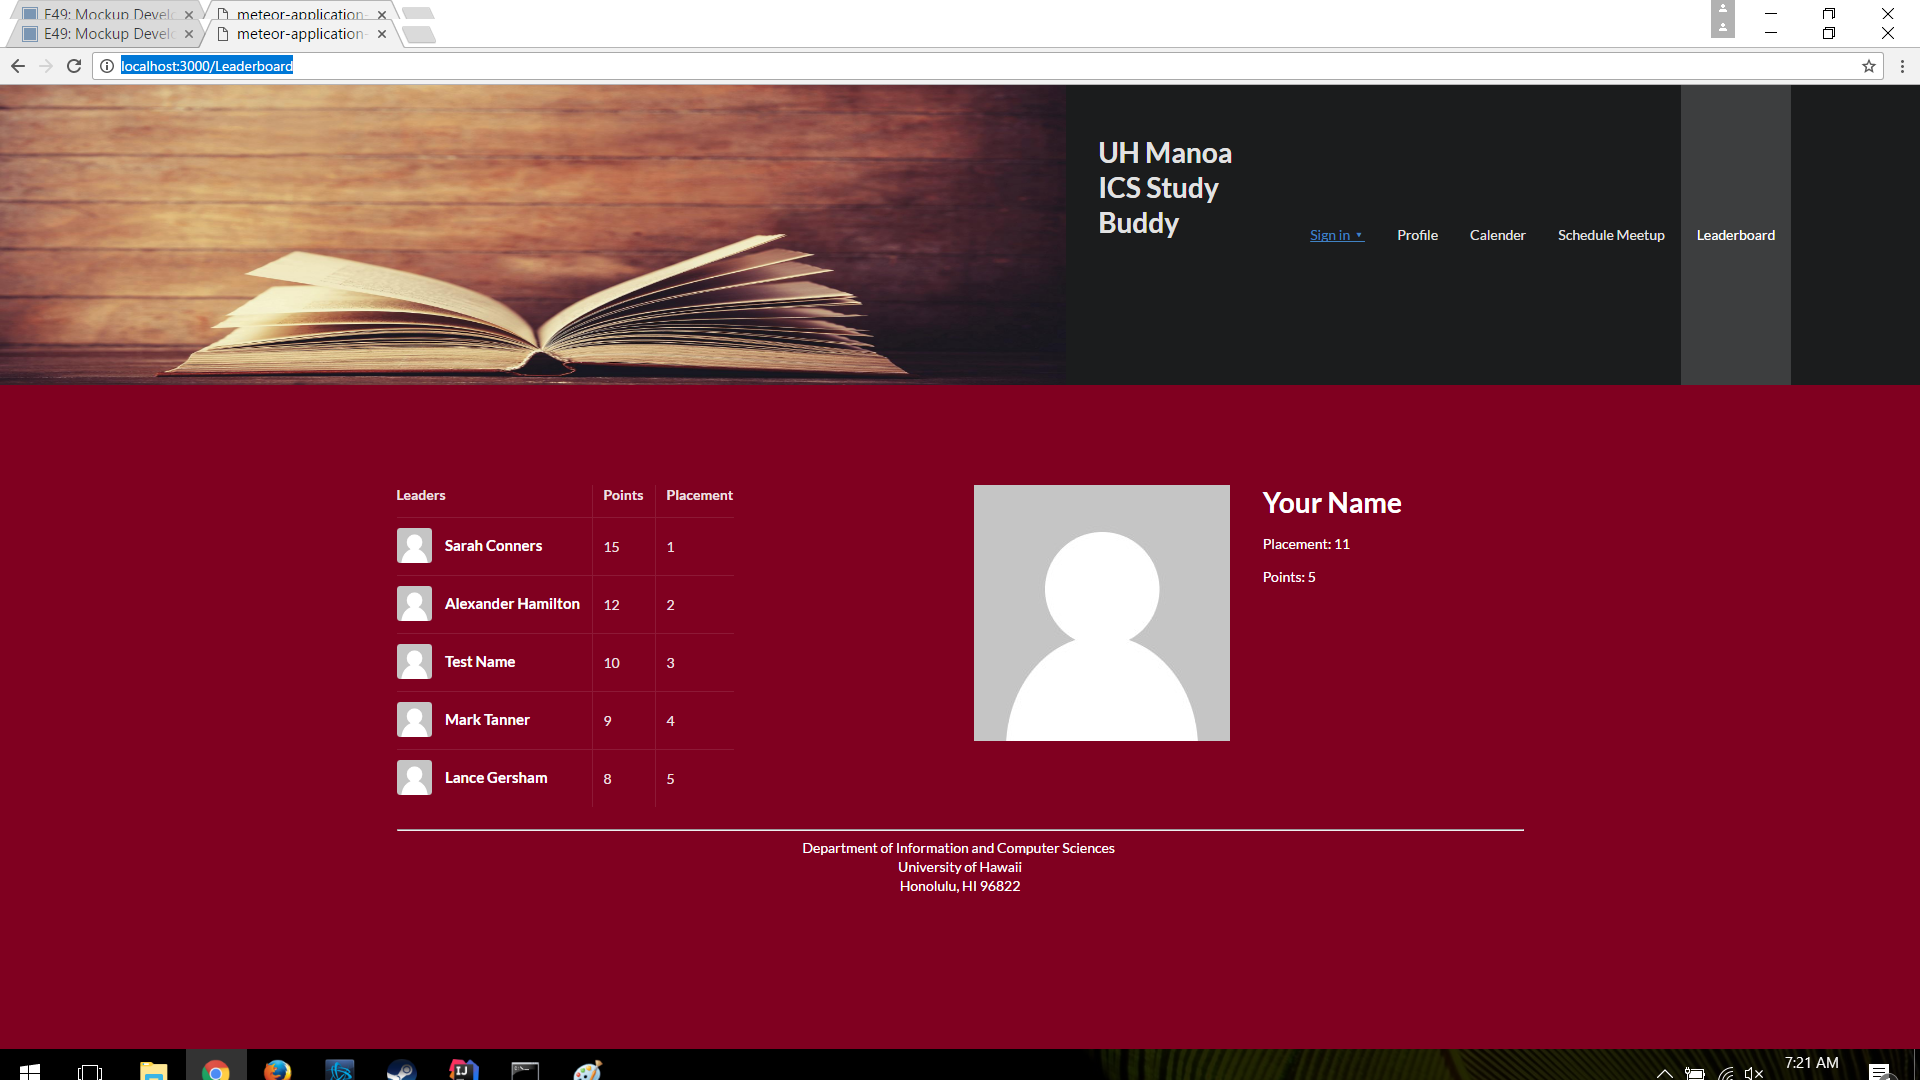 E49: Mockup Develo
meteor-application-
E49: Mockup Develo
meteor-application-
localhost:3000/Leaderboard
UH Manoa
ICS Study
Buddy
Sign in Profile Calender Schedule Meetup Leaderboard
Leaders Points Placement
Sarah Conners 15 1
Alexander Hamilton 12 2
Test Name 10 3
Mark Tanner 9 4
Lance Gersham 8 5
Your Name
Placement: 11
Points: 5
Department of Information and Computer Sciences
University of Hawaii
Honolulu, HI 96822
IJ
7:21 AM